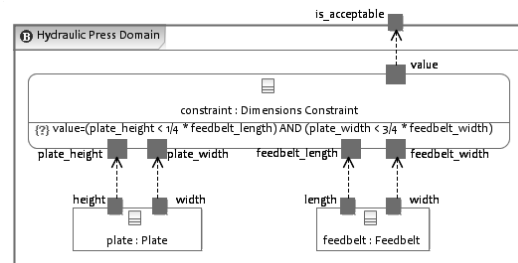 is_acceptable
B Hydraulic Press Domain
value
constraint : Dimensions Constraint
{?} value=(plate_height < 1/4 * feedbelt_length) AND (plate_width < 3/4 * feedbelt_width)
plate_height plate_width feedbelt_length feedbelt_width
height width length width
plate : Plate feedbelt : Feedbelt